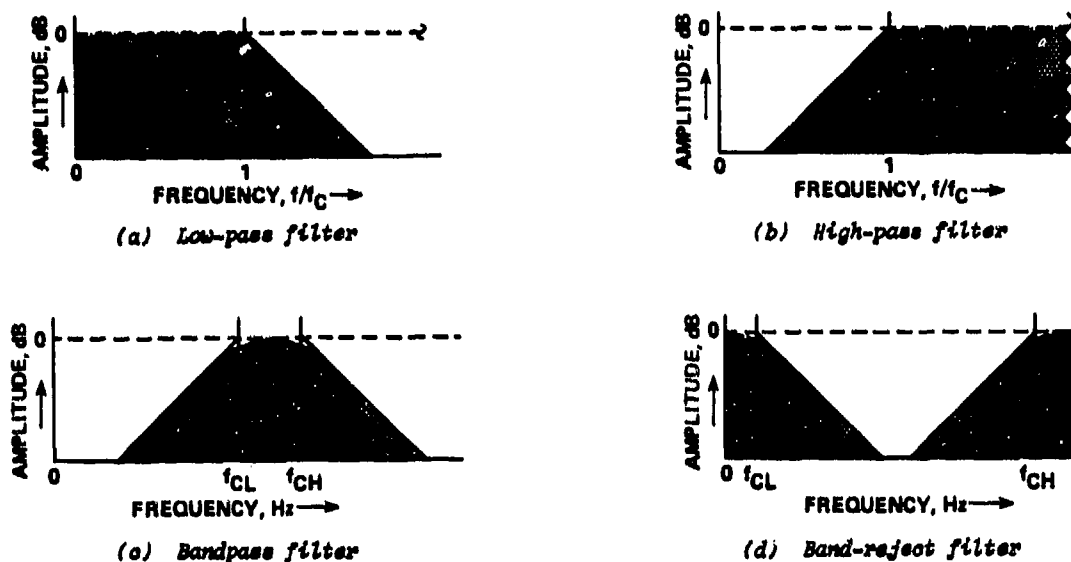 AMPLITUDE, dB
0
0
1
FREQUENCY, f/fC
(a) Low-pass filter
AMPLITUDE, dB
0
0
1
FREQUENCY, f/fC
(b) High-pass filter
AMPLITUDE, dB
0
0
fCL
fCH
FREQUENCY, Hz
(c) Bandpass filter
AMPLITUDE, dB
0
0
fCL
fCH
FREQUENCY, Hz
(d) Band-reject filter